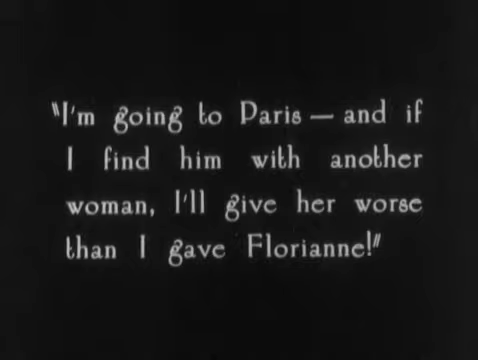 "I'm going to Paris — and if
I find him with another
woman, I'll give her worse
than I gave Florianne!"